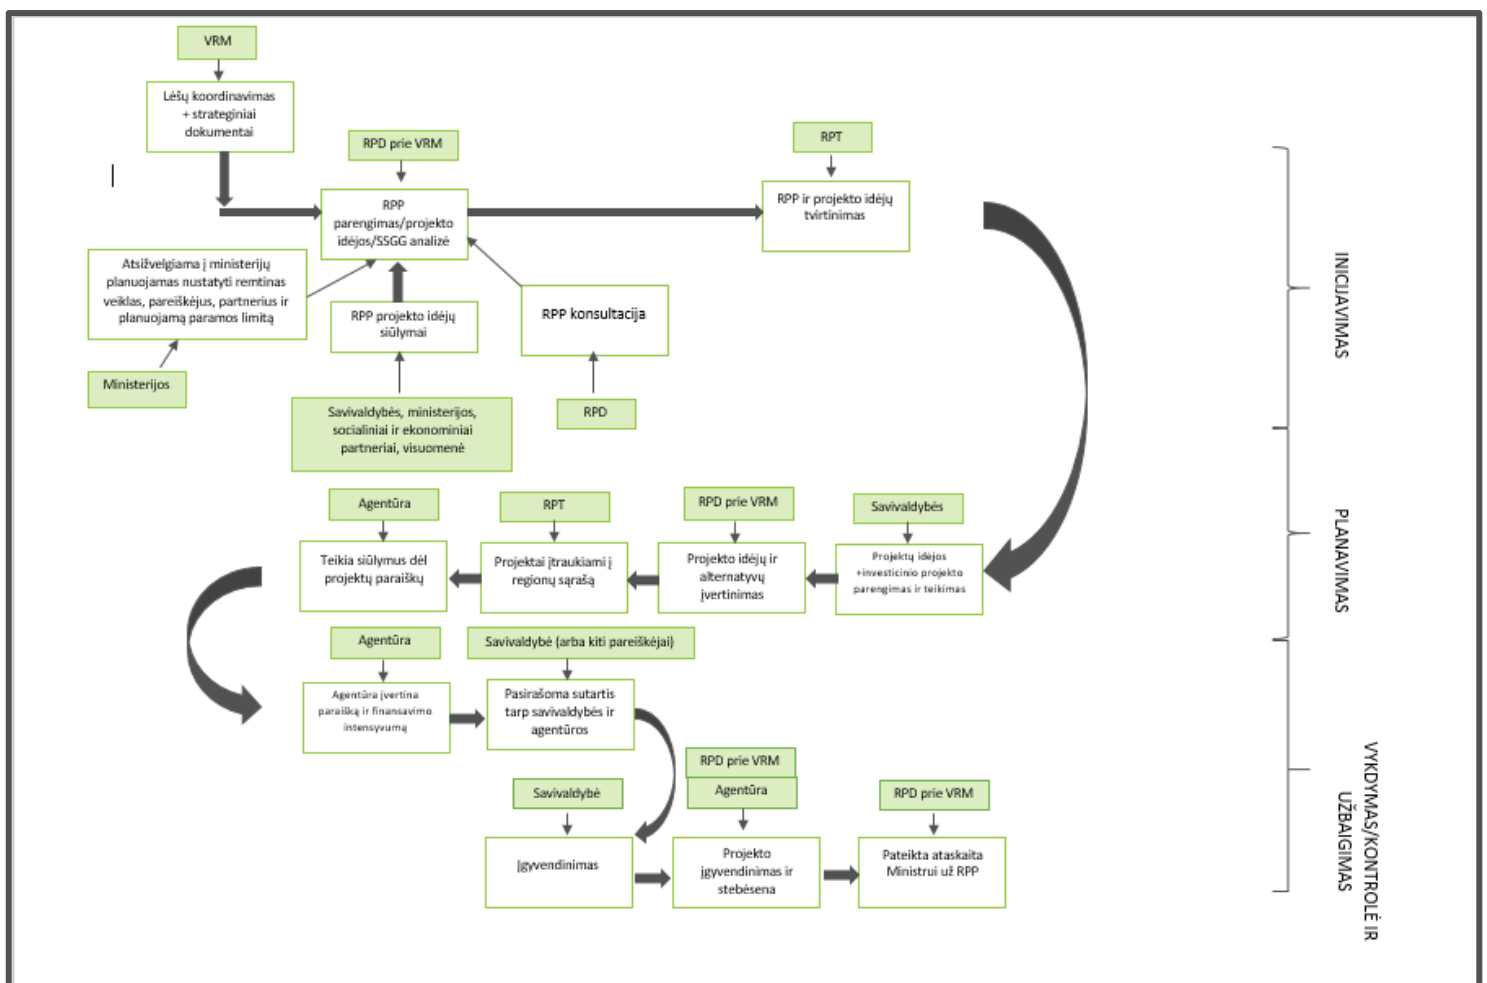 VRM
Lėšų koordinavimas
+ strateginiai
dokumentai
RPD prie VRM
RPT
RPP
parengimas/projekto
idėjos/SSGG analizė
RPP ir projekto idėjų
tvirtinimas
Atsižvelgiama į ministerijų
planuojamas nustatyti remtinas
veiklas, pareiškėjus, partnerius ir
planuojamą paramos limitą
RPP projekto idėjų
siūlymai
RPP konsultacija
Ministerijos
Savivaldybės, ministerijos,
socialiniai ir ekonominiai
partneriai, visuomenė
RPD
INICIJAVIMAS
Agentūra
RPT
RPD prie VRM
Savivaldybės
Teikia siūlymus dėl
projektų paraiškų
Projektai įtraukiami į
regionų sąrašą
Projekto idėjų ir
alternatyvų
įvertinimas
Projektų idėjos
+investicinio projekto
parengimas ir teikimas
PLANAVIMAS
Agentūra
Savivaldybė (arba kiti pareiškėjai)
Agentūra įvertina
paraišką ir finansavimo
intensyvumą
Pasirašoma sutartis
tarp savivaldybės ir
agentūros
RPD prie VRM
Savivaldybė
Agentūra
RPD prie VRM
Įgyvendinimas
Projekto
įgyvendinimas ir
stebėsena
Pateikta ataskaita
Ministrui už RPP
VYKDYMAS/KONTROLĖ IR
UŽBAIGIMAS